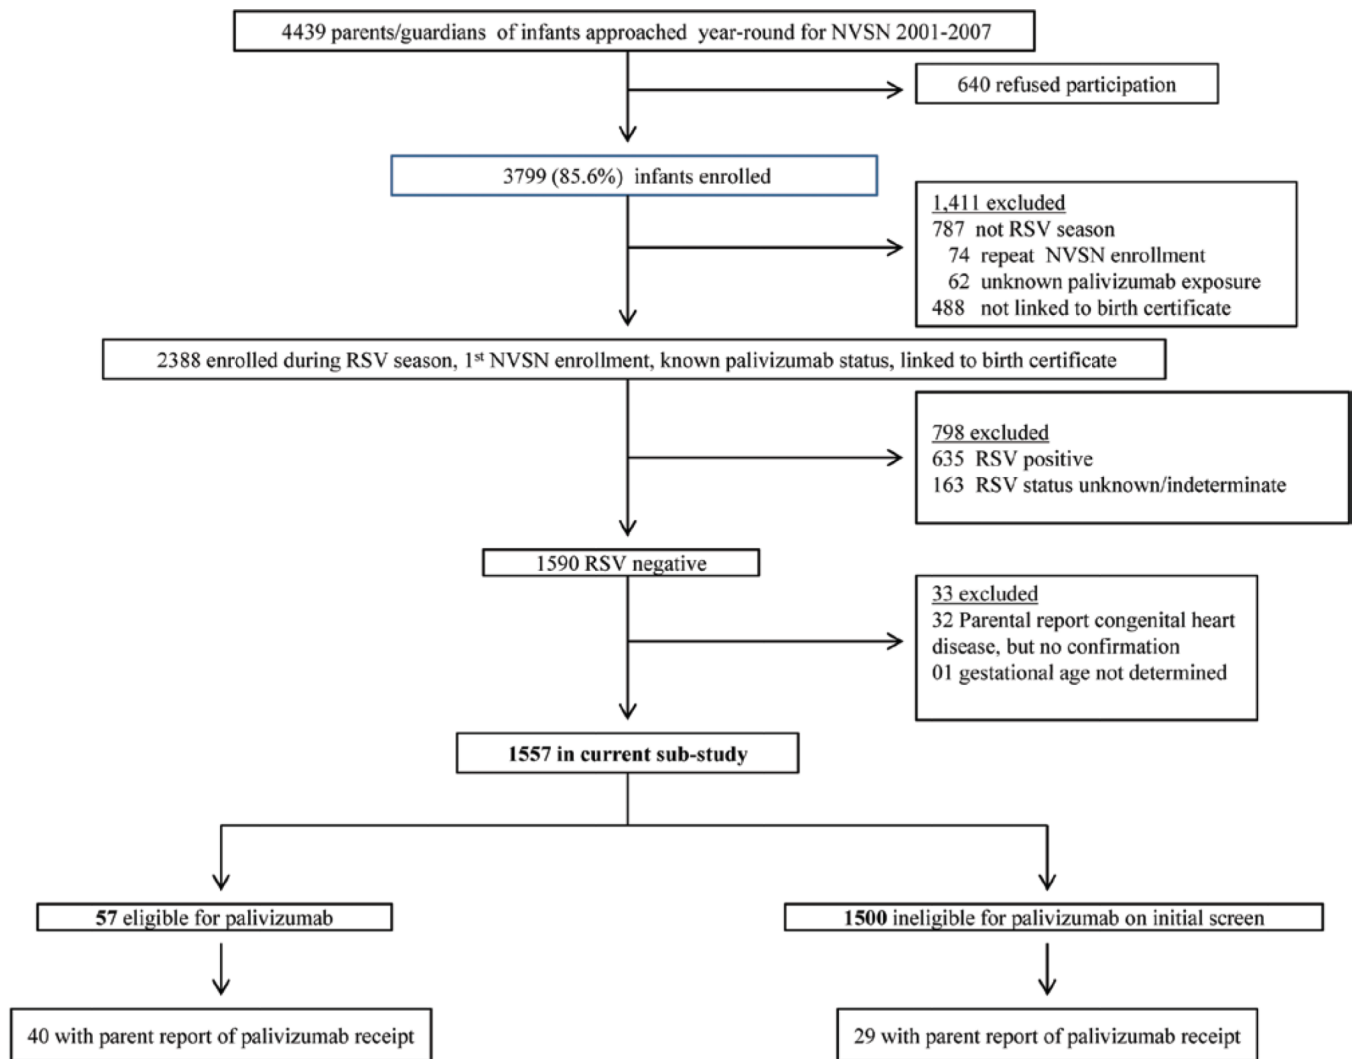 4439 parents/guardians of infants approached year-round for NVSN 2001-2007
640 refused participation
3799 (85.6%) infants enrolled
1,411 excluded
787 not RSV season
74 repeat NVSN enrollment
62 unknown palivizumab exposure
488 not linked to birth certificate
2388 enrolled during RSV season, 1st NVSN enrollment, known palivizumab status, linked to birth certificate
798 excluded
635 RSV positive
163 RSV status unknown/indeterminate
1590 RSV negative
33 excluded
32 Parental report congenital heart
disease, but no confirmation
01 gestational age not determined
1557 in current sub-study
57 eligible for palivizumab
1500 ineligible for palivizumab on initial screen
40 with parent report of palivizumab receipt
29 with parent report of palivizumab receipt